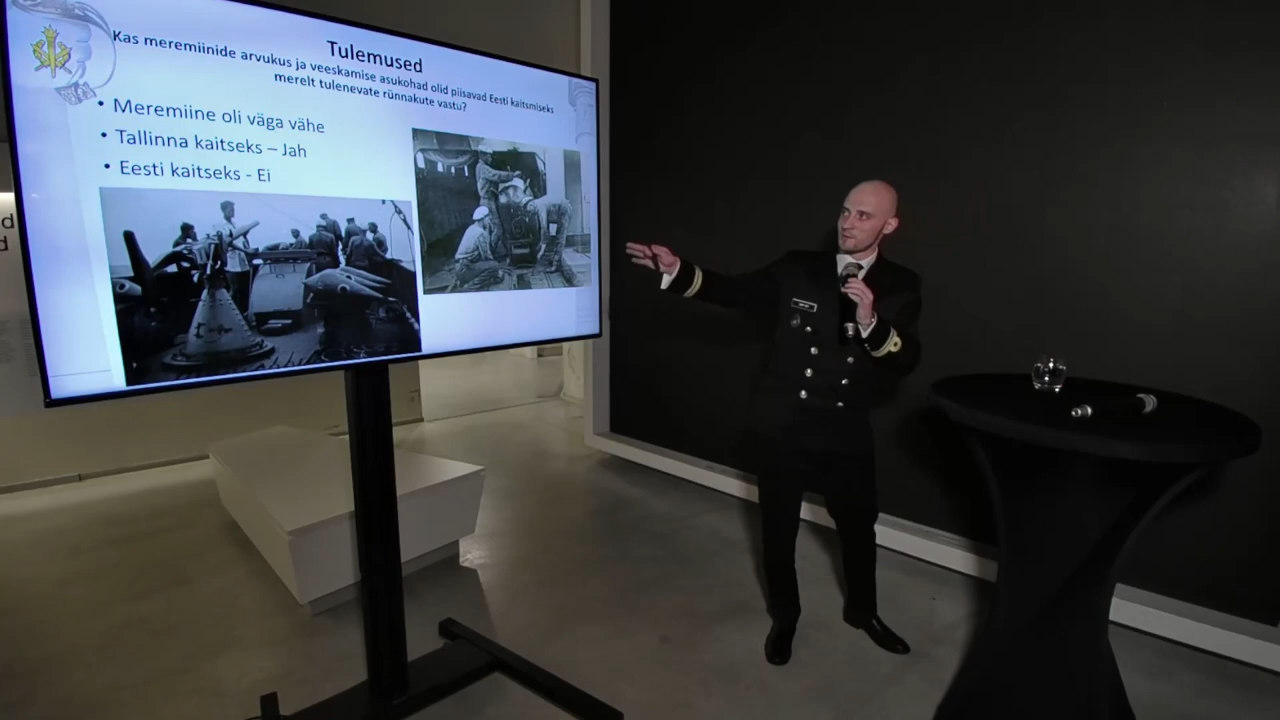 Tulemused
Kas meremiinide arvukus ja veeskamise asukohad olid piisavad Eesti kaitsmiseks
merelt tulenevate rünnakute vastu?
• Meremiine oli väga vähe
• Tallinna kaitseks – Jah
• Eesti kaitseks - Ei
d
d